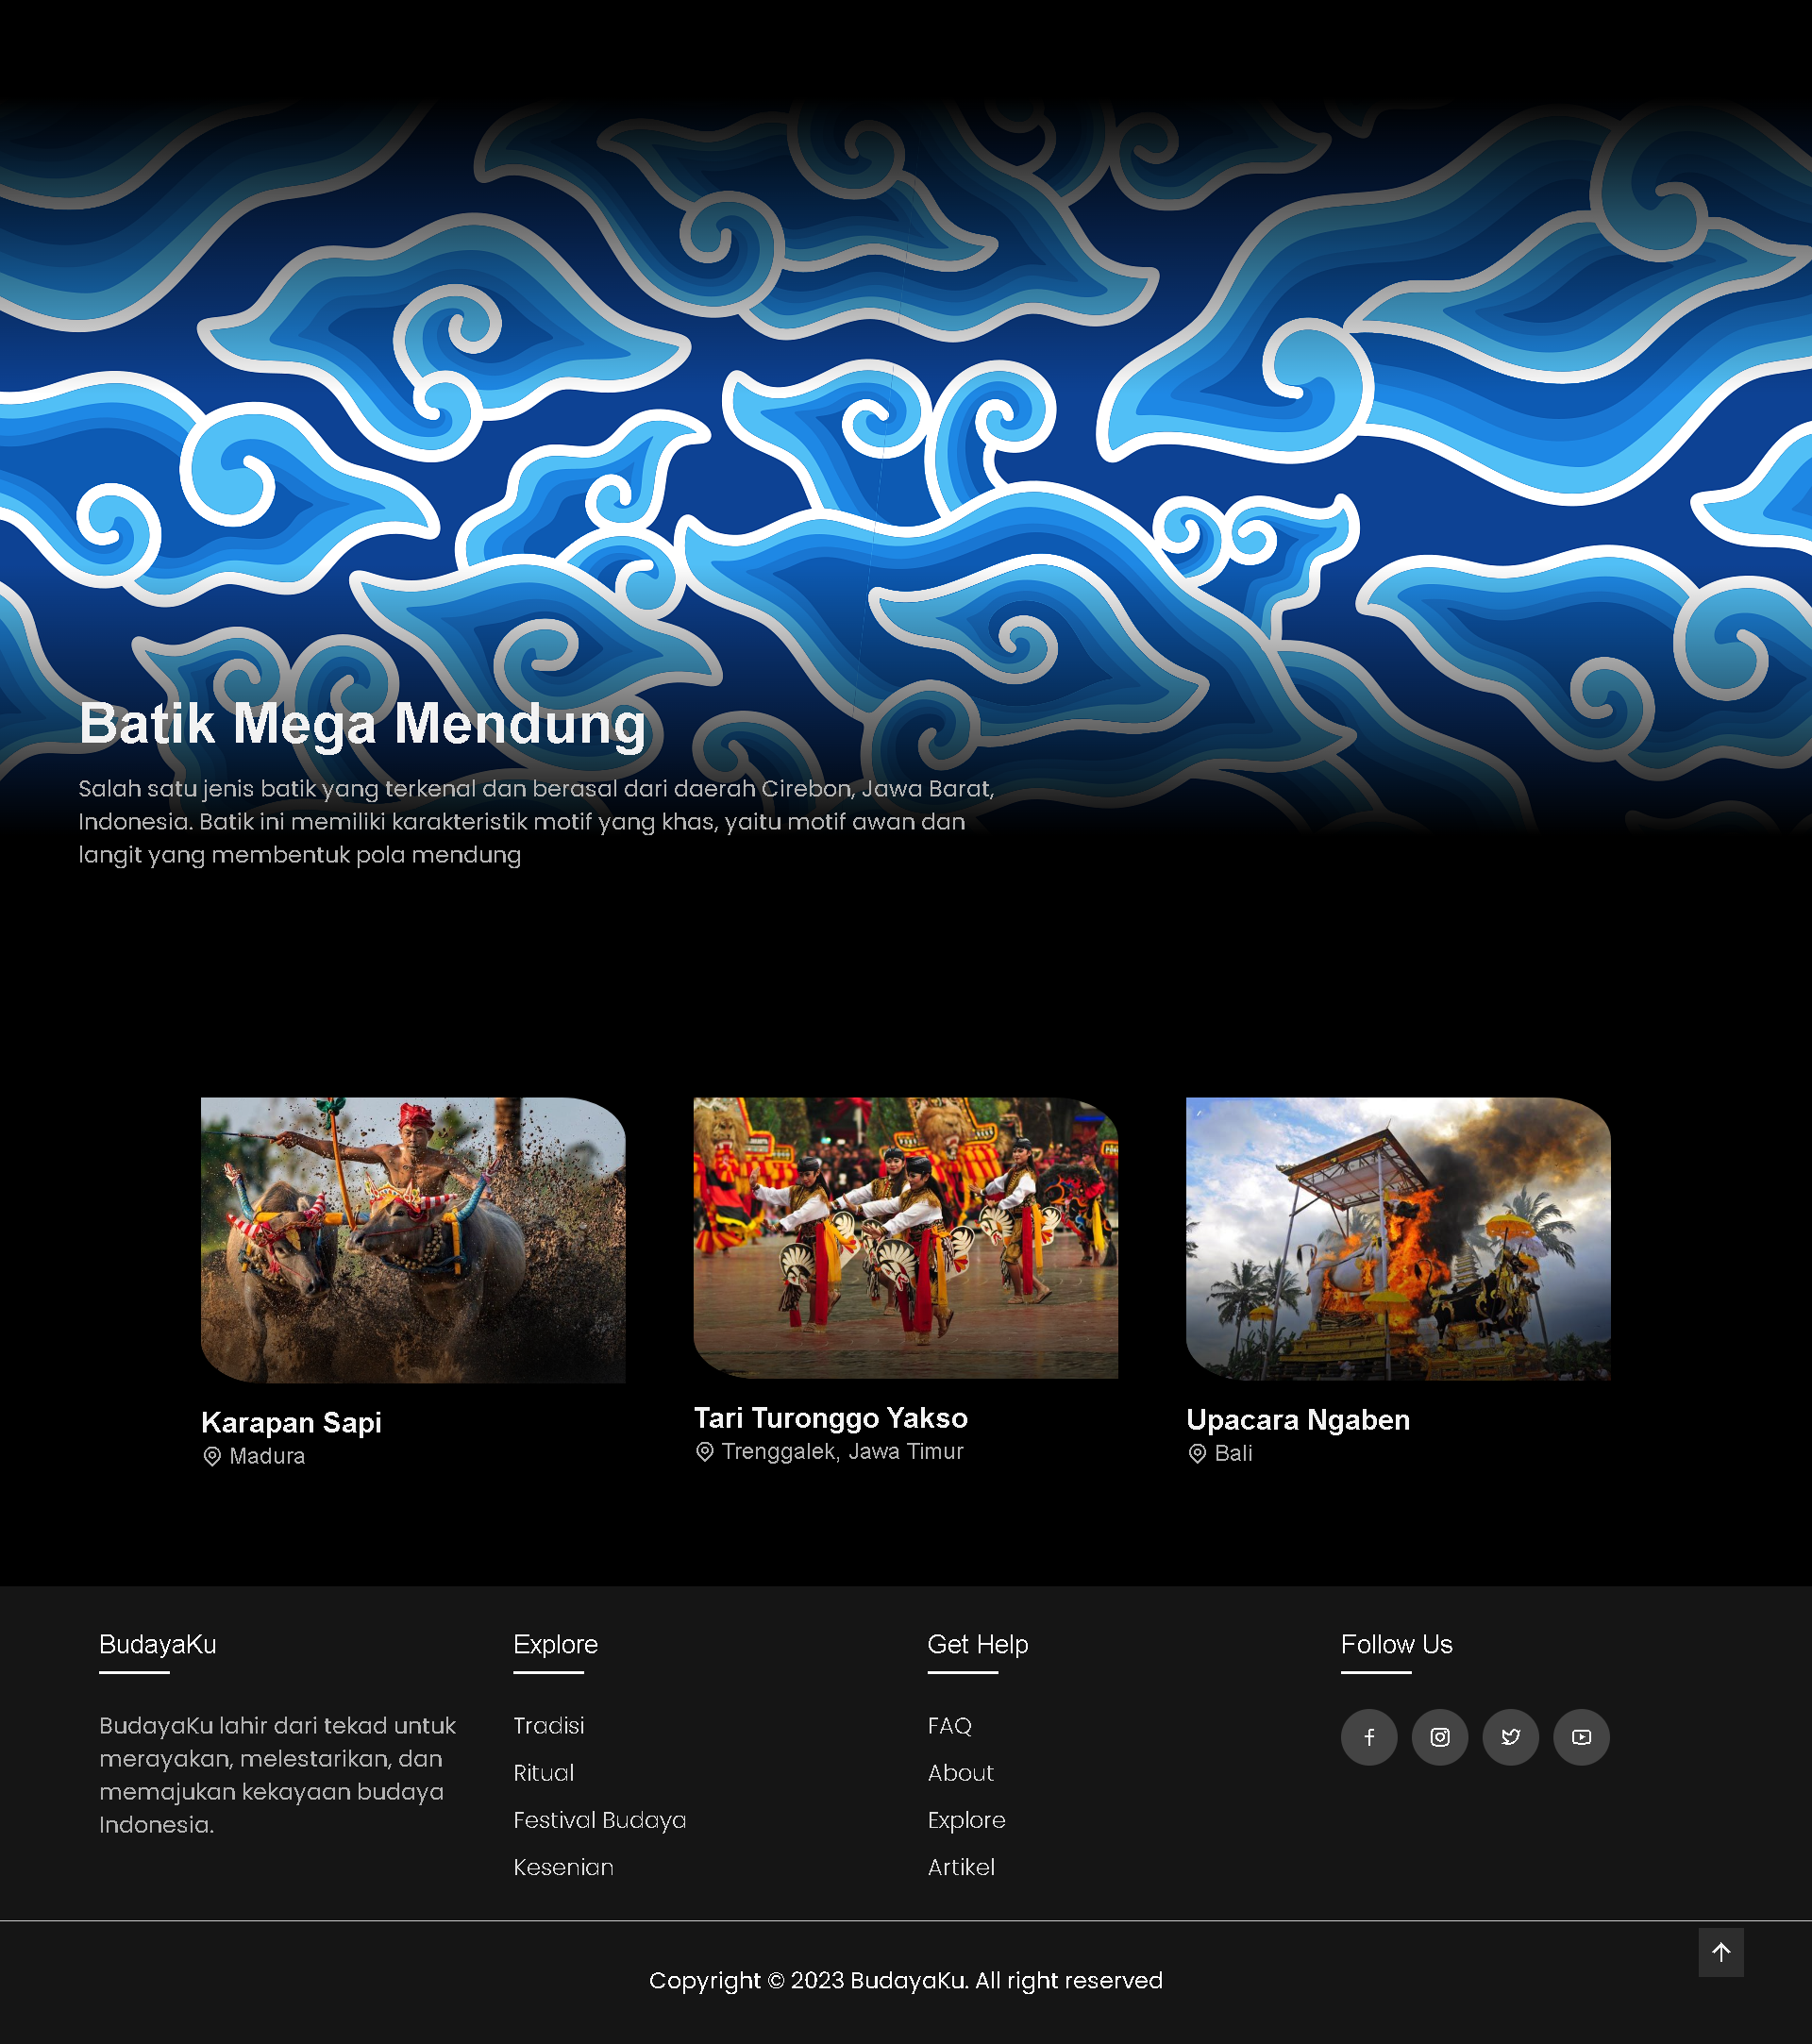 Batik Mega Mendung
Salah satu jenis batik yang terkenal dan berasal dari daerah Cirebon, Jawa Barat,
Indonesia. Batik ini memiliki karakteristik motif yang khas, yaitu motif awan dan
langit yang membentuk pola mendung
Karapan Sapi
Madura
Tari Turonggo Yakso
Trenggalek, Jawa Timur
Upacara Ngaben
Bali
BudayaKu
BudayaKu lahir dari tekad untuk
merayakan, melestarikan, dan
memajukan kekayaan budaya
Indonesia.
Explore
Tradisi
Ritual
Festival Budaya
Kesenian
Get Help
FAQ
About
Explore
Artikel
Follow Us
Copyright © 2023 BudayaKu. All right reserved